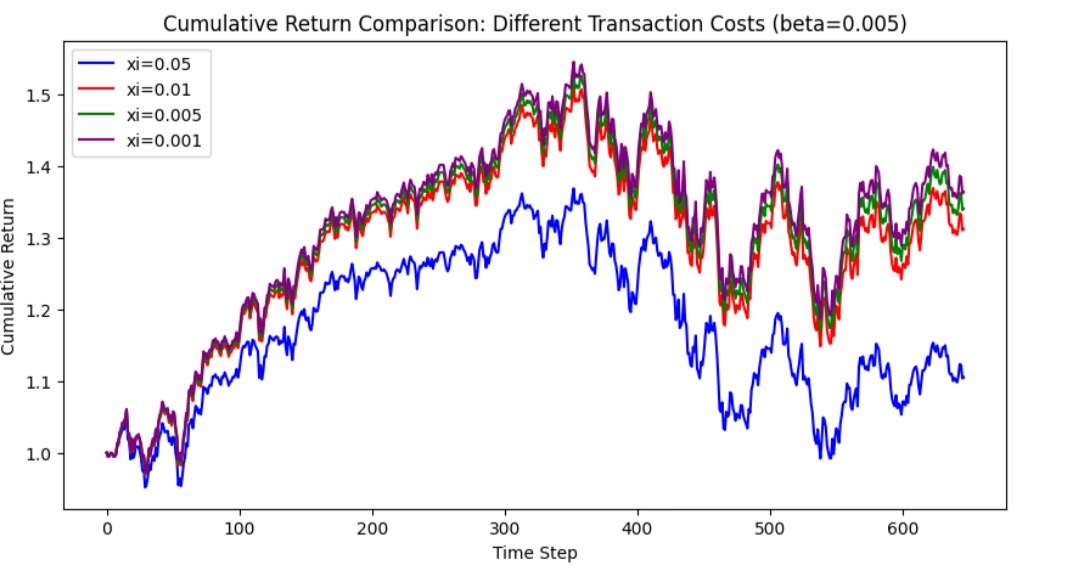 Cumulative Return Comparison: Different Transaction Costs (beta=0.005)
xi=0.05
xi=0.01
xi=0.005
xi=0.001
Cumulative Return
1.5
1.4
1.3
1.2
1.1
1.0
0 100 200 300 400 500 600
Time Step